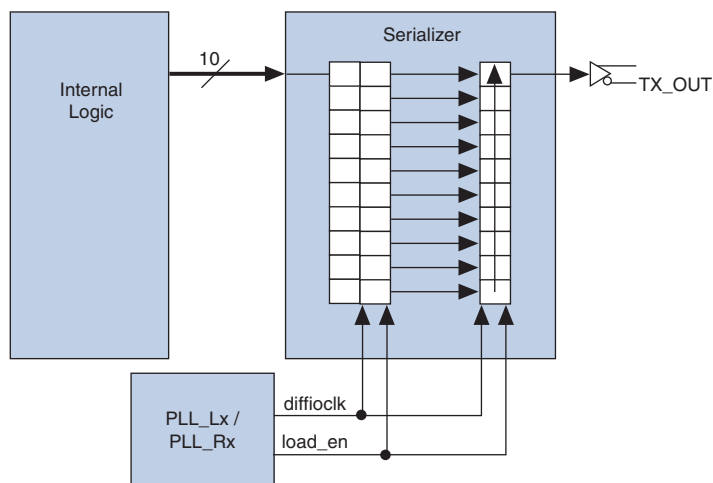 Serializer
10
Internal
Logic
TX_OUT
diffioclk
PLL_Lx /
PLL_Rx
load_en